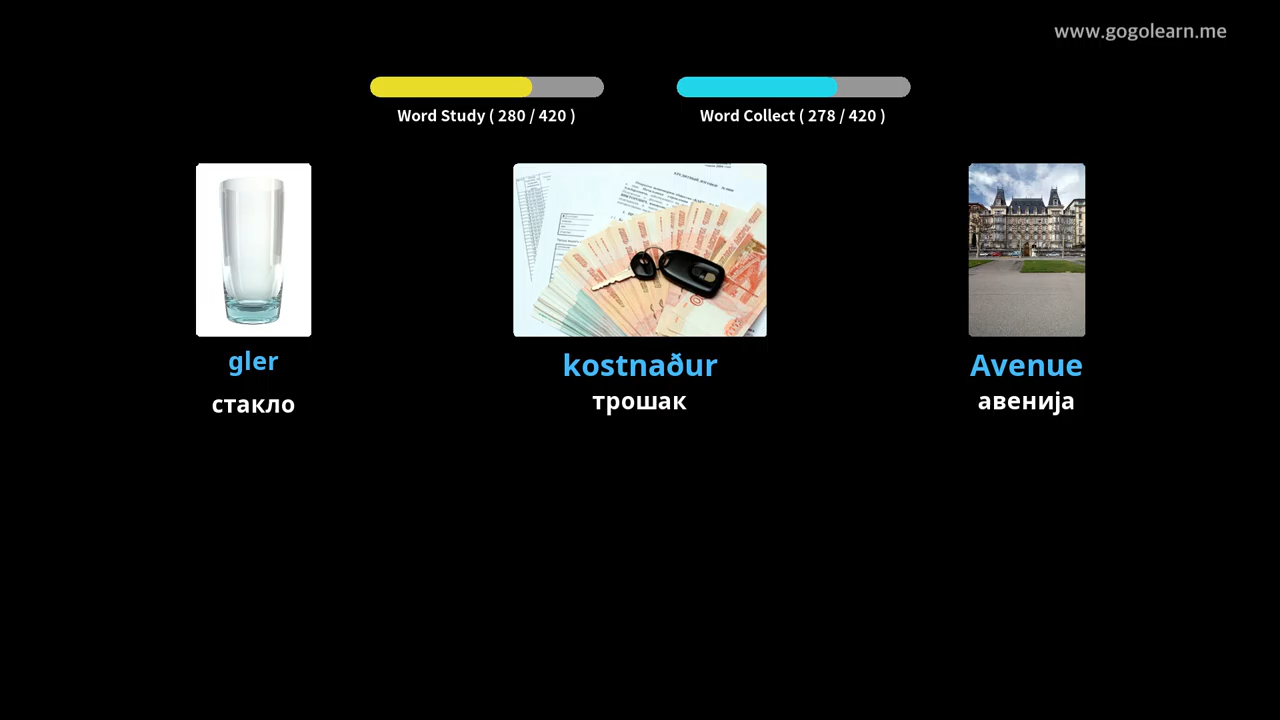 www.gogolearn.me
Word Study ( 280 / 420 )
Word Collect ( 278 / 420 )
gler
kostnaður
Avenue
стакло
трошак
авенија